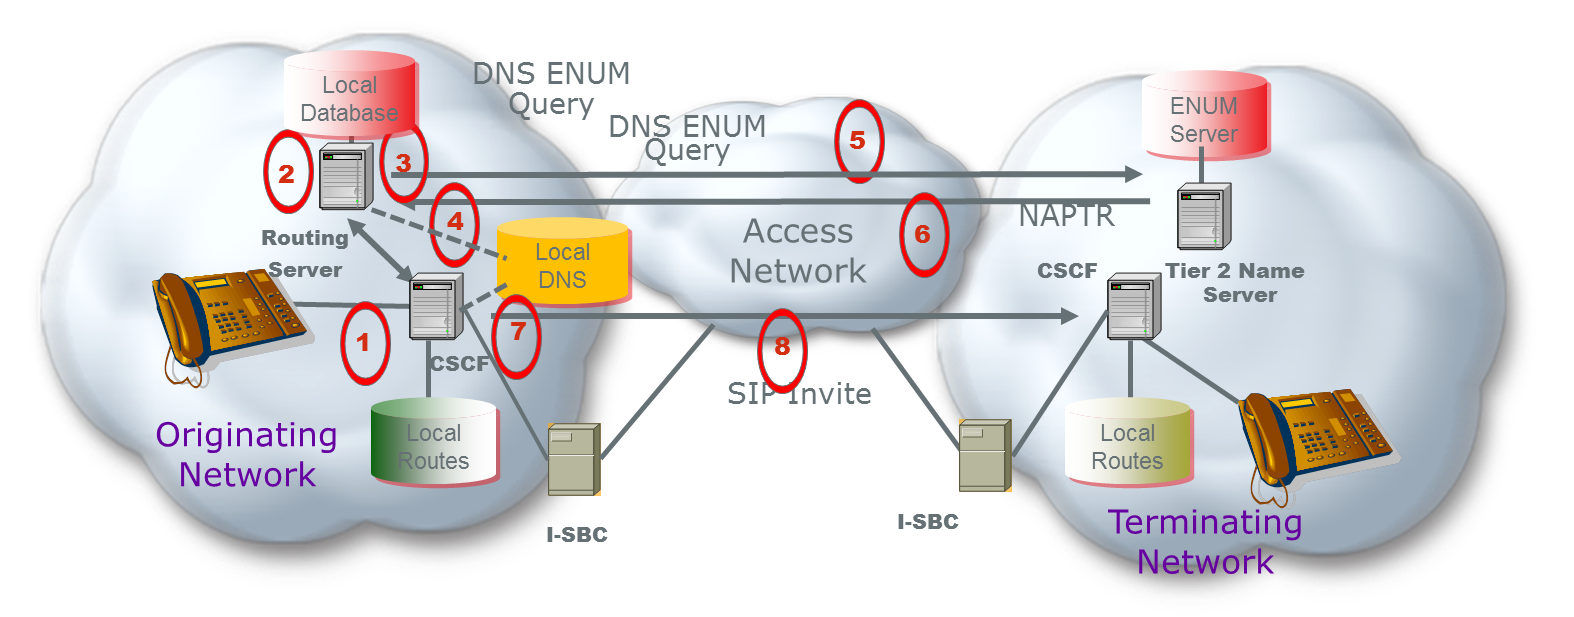 Local
Database
DNS ENUM
Query
DNS ENUM
Query
5
ENUM
Server
2
3
4
6
NAPTR
Routing
Server
Local
DNS
Access
Network
CSCF
Tier 2 Name
Server
1
7
8
CSCF
SIP Invite
Originating
Network
Local
Routes
Local
Routes
I-SBC
I-SBC
Terminating
Network